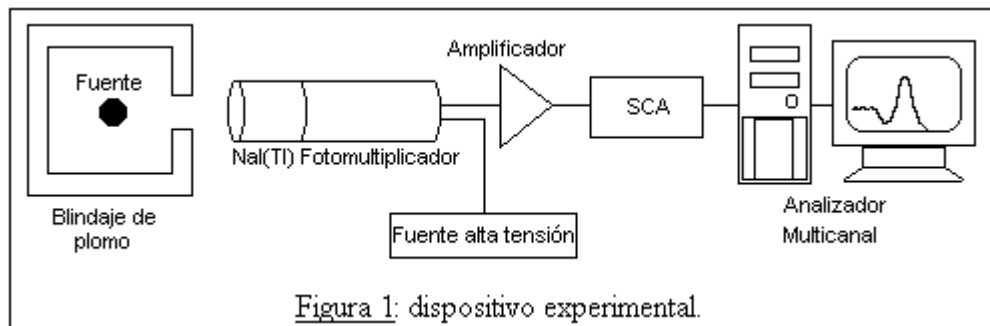 Fuente
Blindaje de
plomo
NaI(Tl) Fotomultiplicador
Fuente alta tensión
Amplificador
SCA
Analizador
Multicanal
Figura 1: dispositivo experimental.